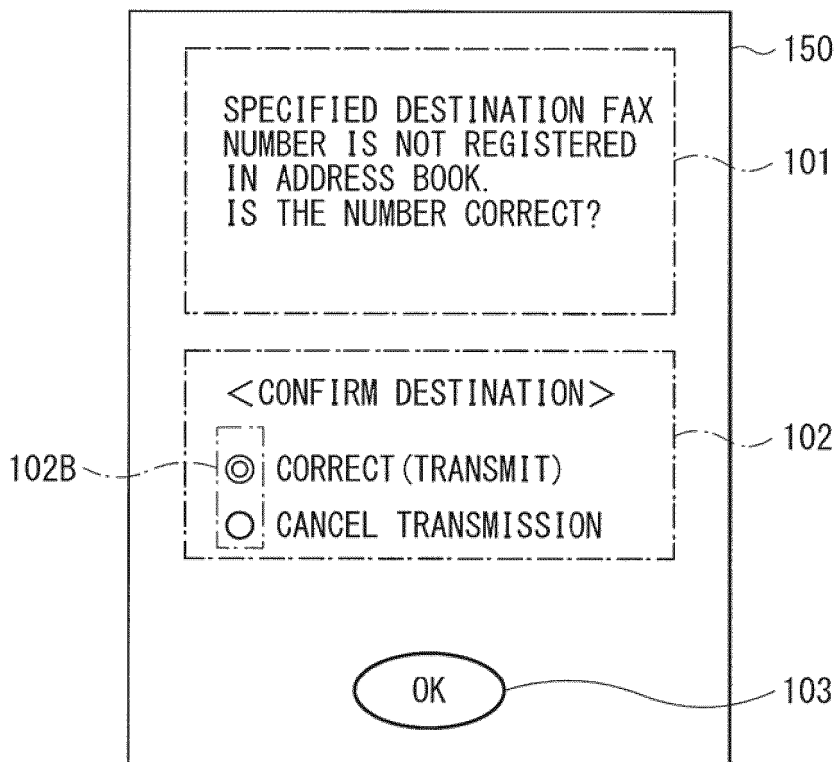 150
SPECIFIED DESTINATION FAX
NUMBER IS NOT REGISTERED
IN ADDRESS BOOK.
IS THE NUMBER CORRECT?
101
<CONFIRM DESTINATION>
102
102B
CORRECT(TRANSMIT)
CANCEL TRANSMISSION
OK
103